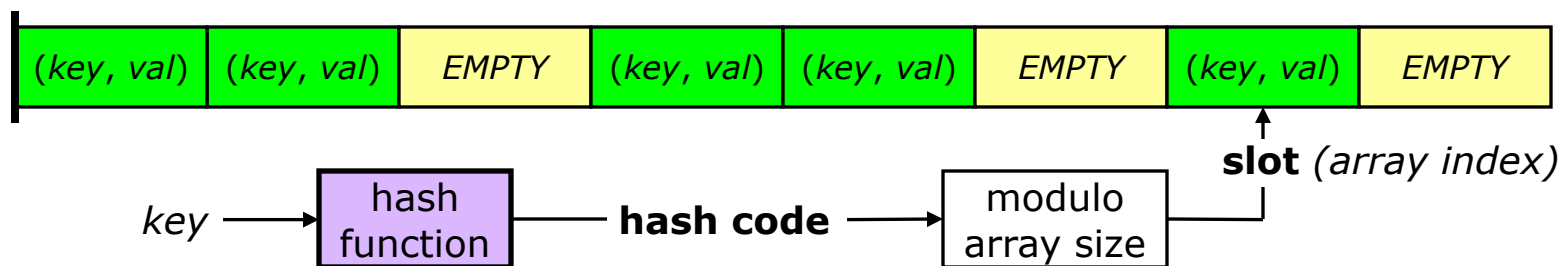 (key, val) (key, val) EMPTY (key, val) (key, val) EMPTY (key, val) EMPTY
slot (array index)
key hash function hash code modulo array size